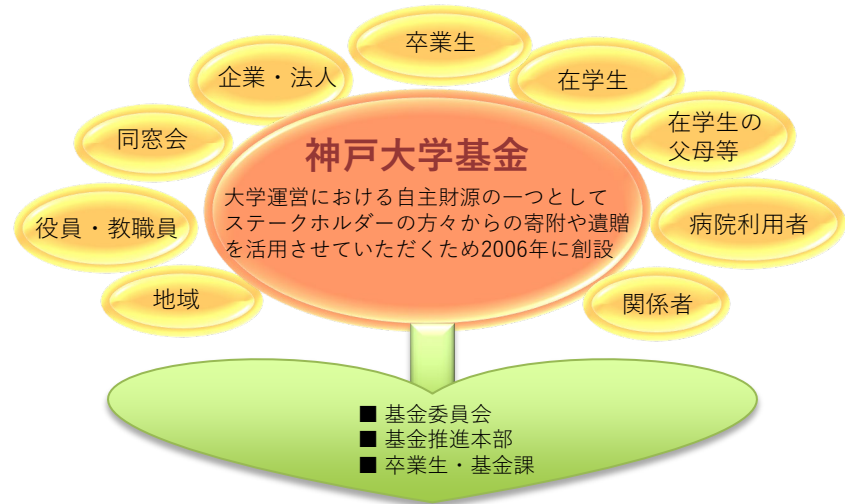 卒業生
企業・法人
在学生
同窓会
在学生の
父母等
神戸大学基金
大学運営における自主財源の一つとして
ステークホルダーの方々からの寄附や遺贈
を活用させていただくため2006年に創設
役員・教職員
病院利用者
地域
関係者
■ 基金委員会
■ 基金推進本部
■ 卒業生・基金課